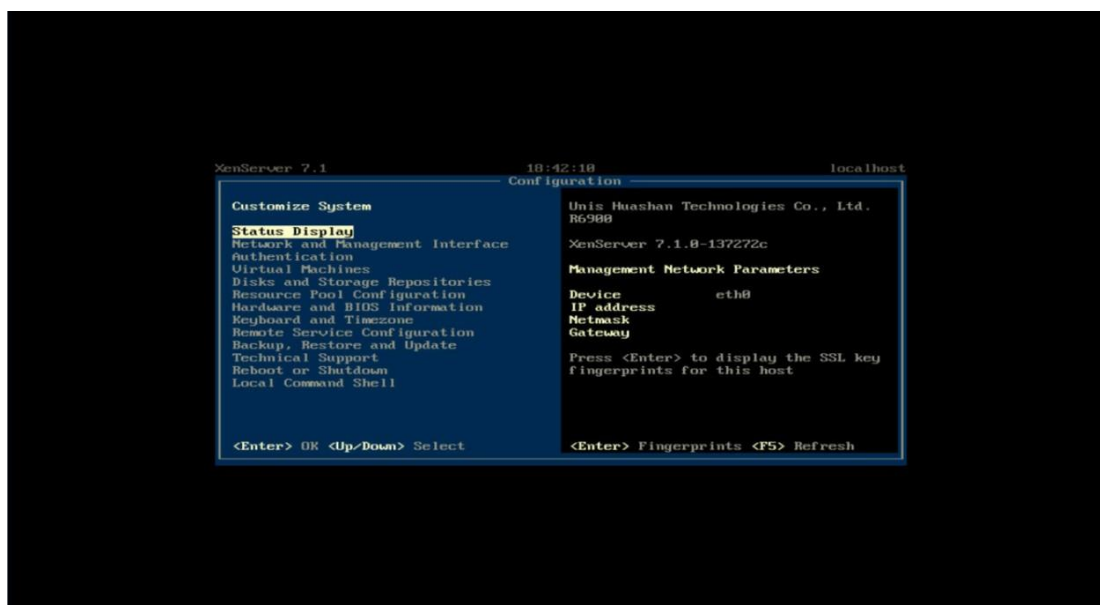 XenServer 7.1 18:42:10 localhost
Configuration
Customize System
Status Display
Network and Management Interface
Authentication
Virtual Machines
Disks and Storage Repositories
Resource Pool Configuration
Hardware and BIOS Information
Keyboard and Timezone
Remote Service Configuration
Backup, Restore and Update
Technical Support
Reboot or Shutdown
Local Command Shell
<Enter> OK <Up/Down> Select
Unis Huashan Technologies Co., Ltd.
R6900
XenServer 7.1.0-137272c
Management Network Parameters
Device eth0
IP address
Netmask
Gateway
Press <Enter> to display the SSL key
fingerprints for this host
<Enter> Fingerprints <F5> Refresh